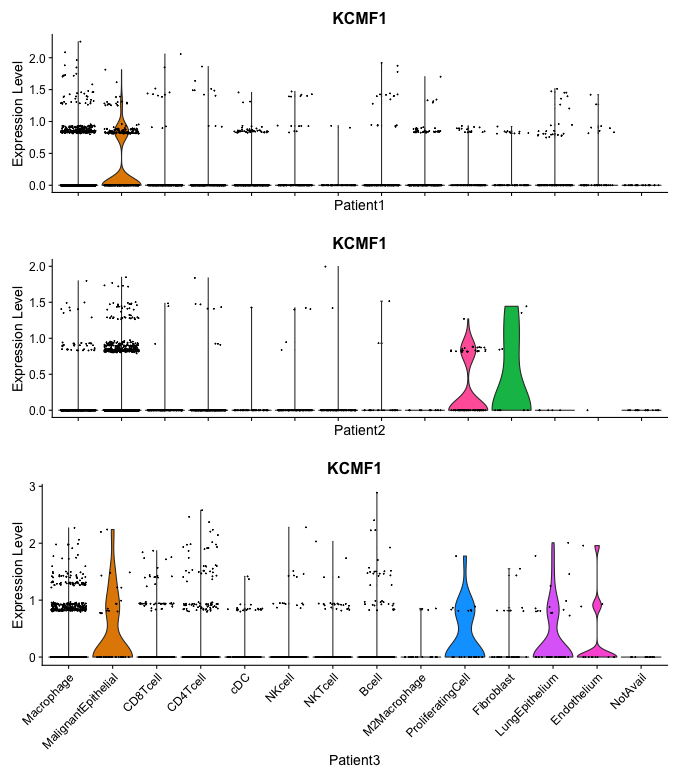 KCMF1
Expression Level
2.0
1.5
1.0
0.5
0.0
Patient1
KCMF1
Expression Level
2.0
1.5
1.0
0.5
0.0
Patient2
KCMF1
Expression Level
3
2
1
0
Macrophage
MalignantEpithelial
CD8Tcell
CD4Tcell
cDC
NKcell
NKTcell
Bcell
M2Macrophage
ProliferatingCell
Fibroblast
LungEpithelium
Endothelium
NotAvail
Patient3